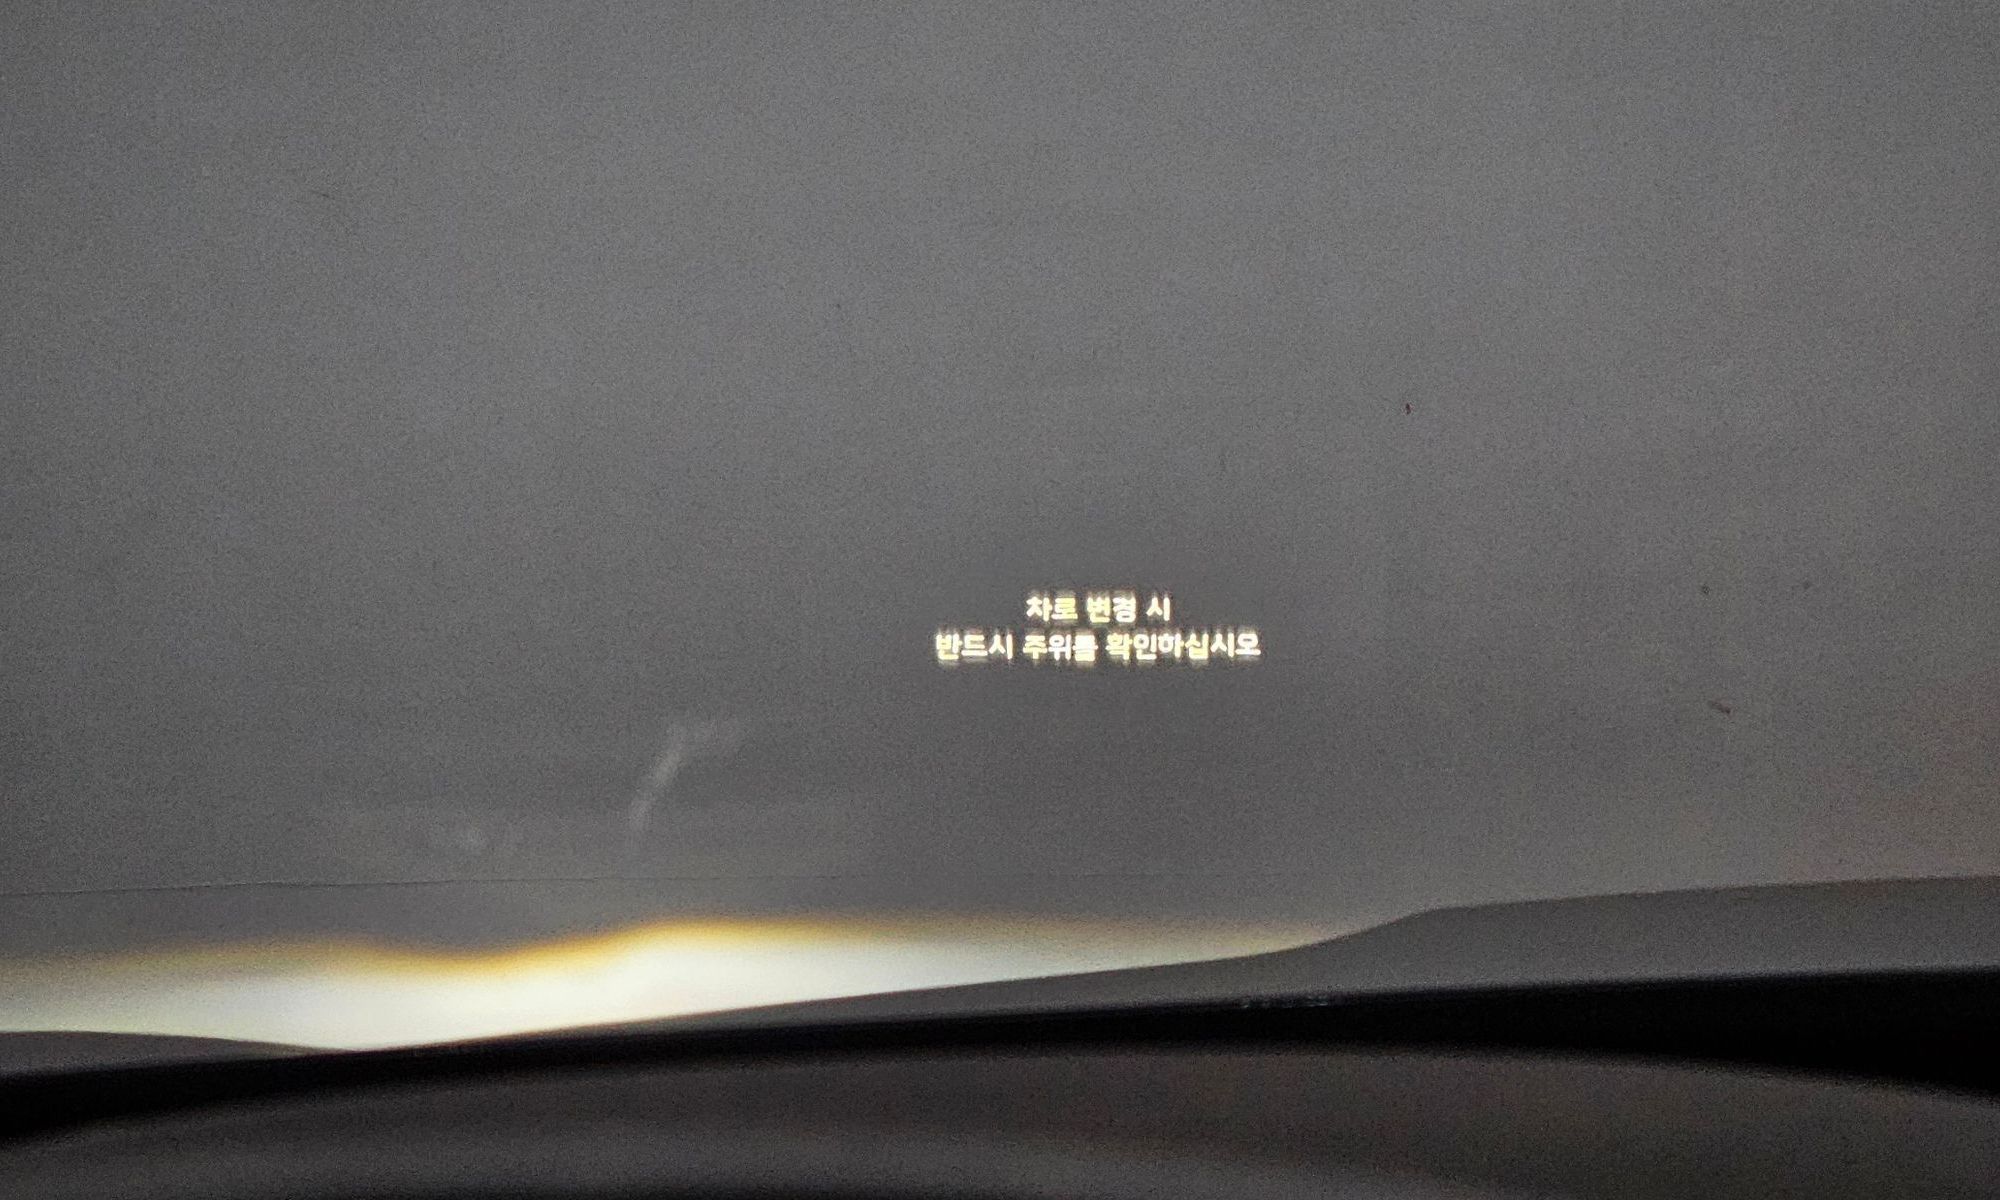 차로 변경 시
반드시 주위를 확인하십시오